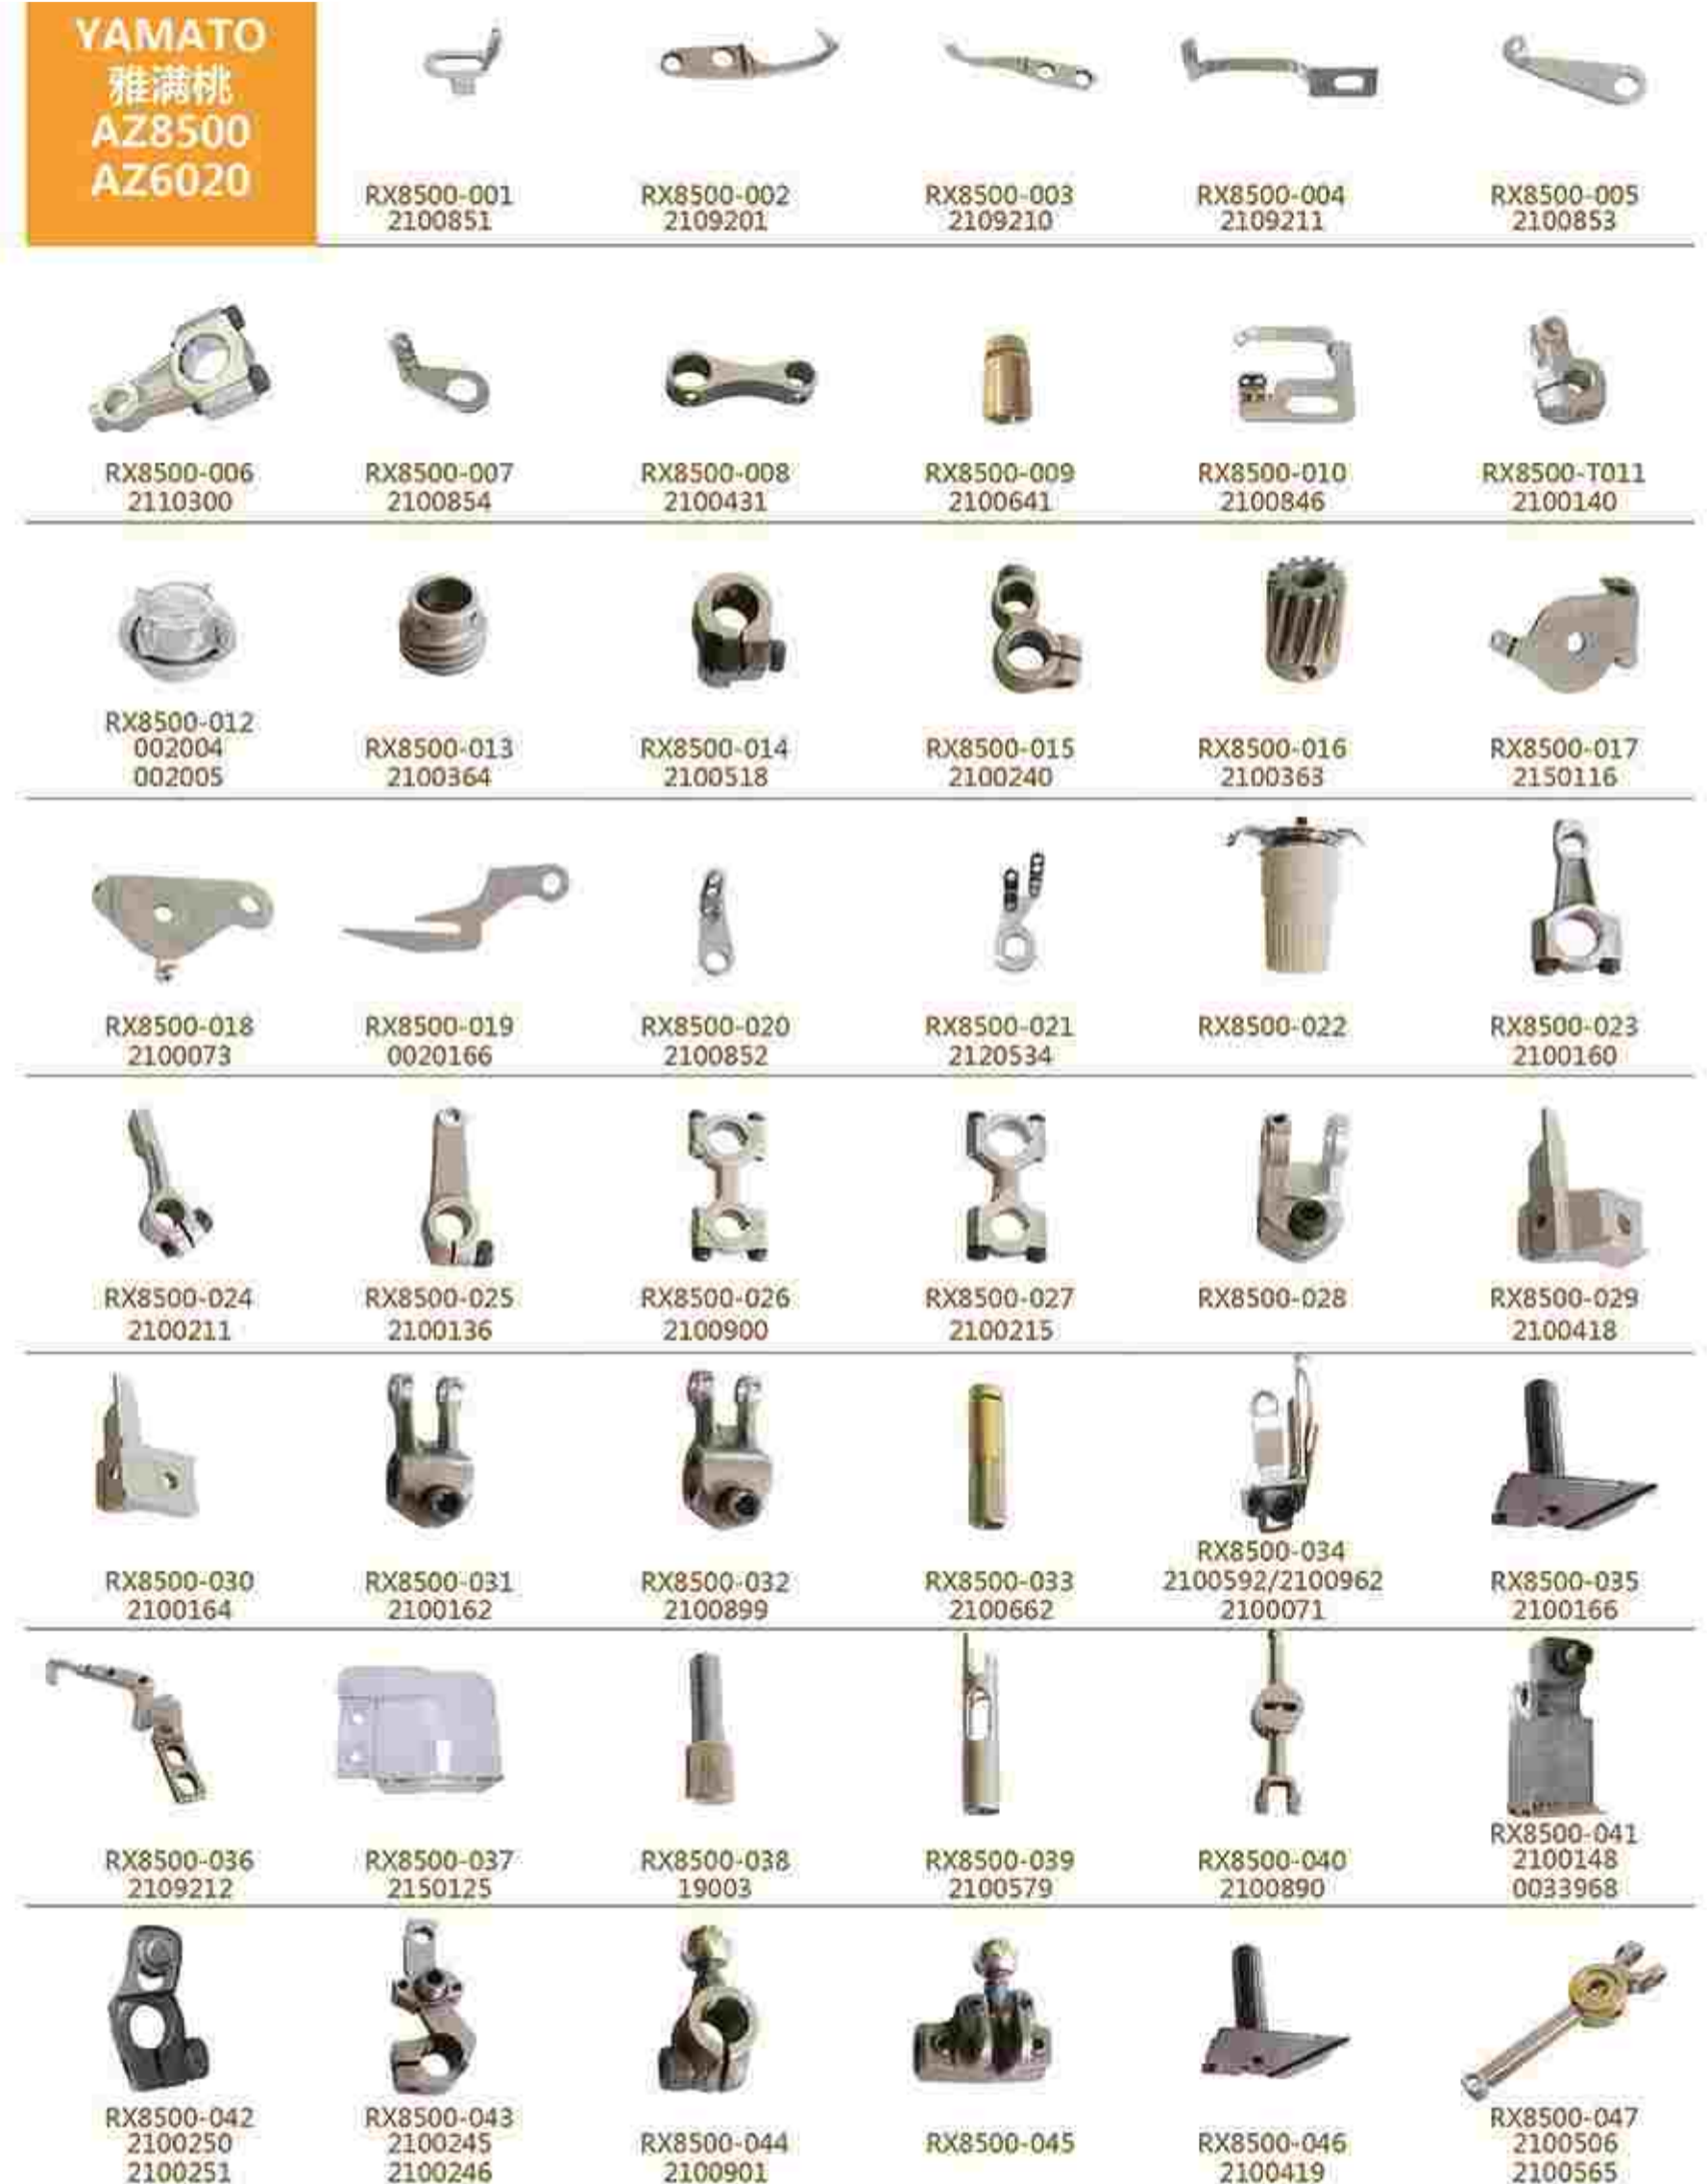 YAMATO
雅满桃
AZ8500
AZ6020
RX8500-001
2100851
RX8500-002
2109201
RX8500-003
2109210
RX8500-004
2109211
RX8500-005
2100853
RX8500-006
2110300
RX8500-007
2100854
RX8500-008
2100431
RX8500-009
2100641
RX8500-010
2100846
RX8500-T011
2100140
RX8500-012
002004
002005
RX8500-013
2100364
RX8500-014
2100518
RX8500-015
2100240
RX8500-016
2100363
RX8500-017
2150116
RX8500-018
2100073
RX8500-019
0020166
RX8500-020
2100852
RX8500-021
2120534
RX8500-022
RX8500-023
2100160
RX8500-024
2100211
RX8500-025
2100136
RX8500-026
2100900
RX8500-027
2100215
RX8500-028
RX8500-029
2100418
RX8500-030
2100164
RX8500-031
2100162
RX8500-032
2100899
RX8500-033
2100662
RX8500-034
2100592/2100962
2100071
RX8500-035
2100166
RX8500-036
2109212
RX8500-037
2150125
RX8500-038
19003
RX8500-039
2100579
RX8500-040
2100890
RX8500-041
2100148
0033968
RX8500-042
2100250
2100251
RX8500-043
2100245
2100246
RX8500-044
2100901
RX8500-045
RX8500-046
2100419
RX8500-047
2100506
2100565